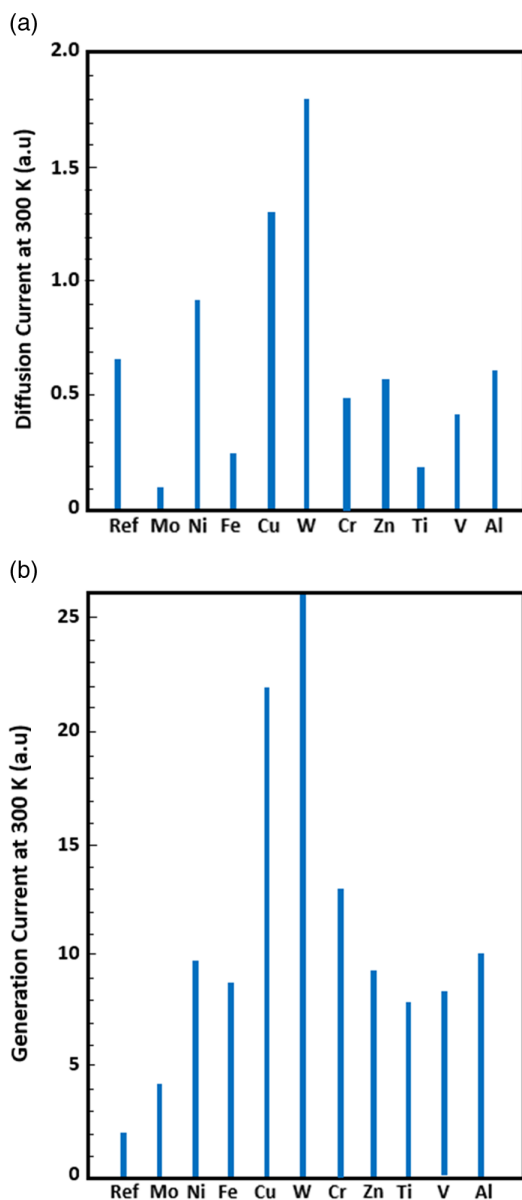 (a)
Diffusion Current at 300 K (a.u)
2.0
1.5
1.0
0.5
0
Ref Mo Ni Fe Cu W Cr Zn Ti V Al
(b)
Generation Current at 300 K (a.u)
25
20
15
10
5
0
Ref Mo Ni Fe Cu W Cr Zn Ti V Al